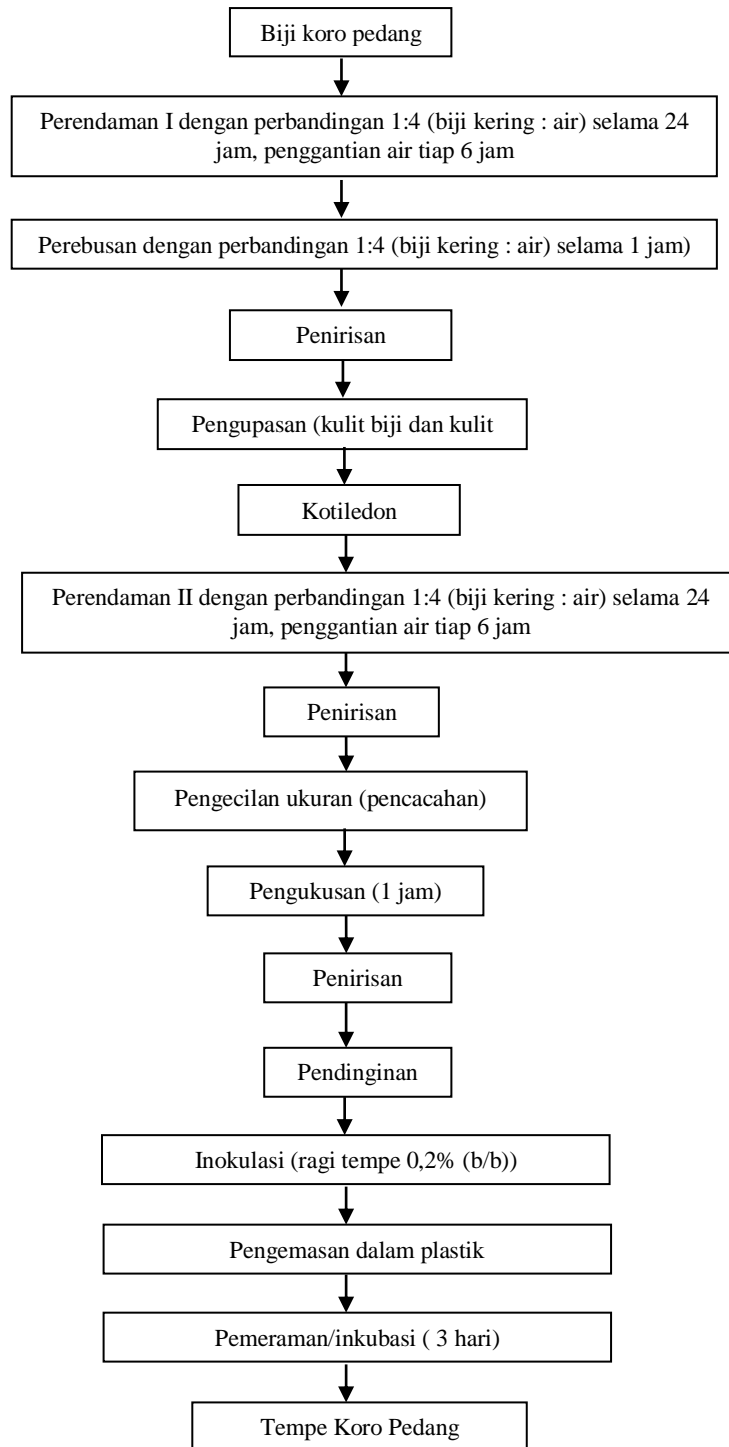 Biji koro pedang
Perendaman I dengan perbandingan 1:4 (biji kering : air) selama 24
jam, penggantian air tiap 6 jam
Perebusan dengan perbandingan 1:4 (biji kering : air) selama 1 jam)
Penirisan
Pengupasan (kulit biji dan kulit
Kotiledon
Perendaman II dengan perbandingan 1:4 (biji kering : air) selama 24
jam, penggantian air tiap 6 jam
Penirisan
Pengecilan ukuran (pencacahan)
Pengukusan (1 jam)
Penirisan
Pendinginan
Inokulasi (ragi tempe 0,2% (b/b))
Pengemasan dalam plastik
Pemeraman/inkubasi ( 3 hari)
Tempe Koro Pedang